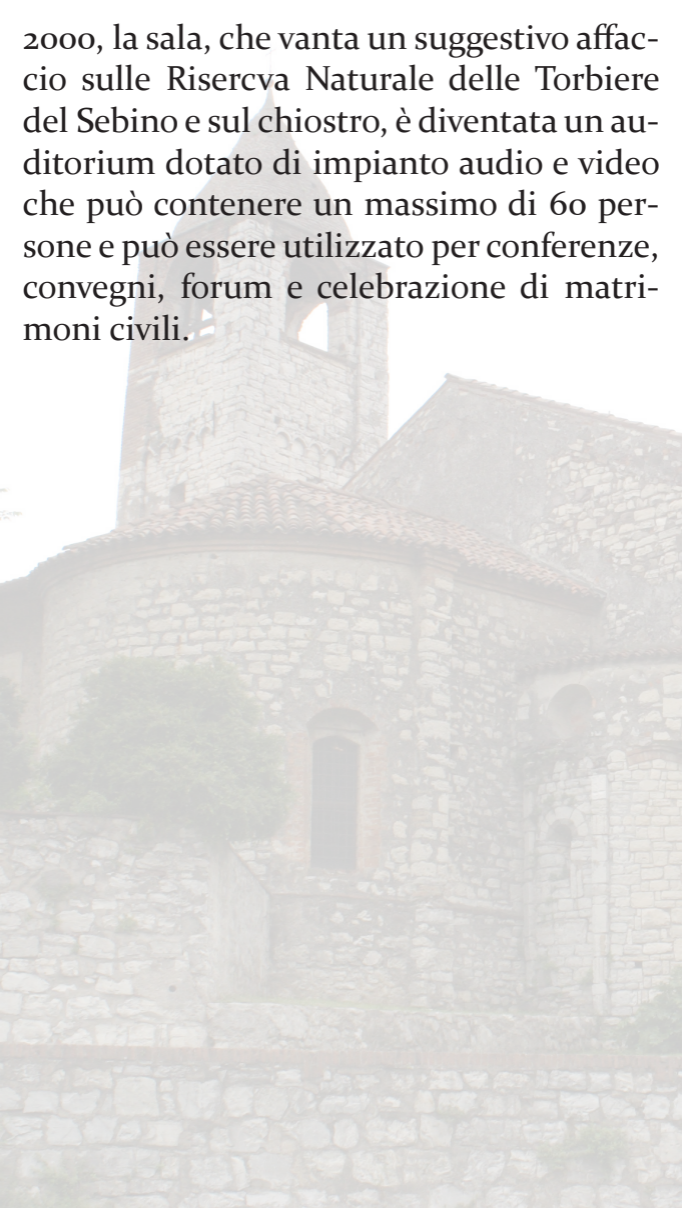 2000, la sala, che vanta un suggestivo affac-
cio sulle Risercva Naturale delle Torbiere
del Sebino e sul chiostro, è diventata un au-
ditorium dotato di impianto audio e video
che può contenere un massimo di 60 per-
sone e può essere utilizzato per conferenze,
convegni, forum e celebrazione di matri-
moni civili.